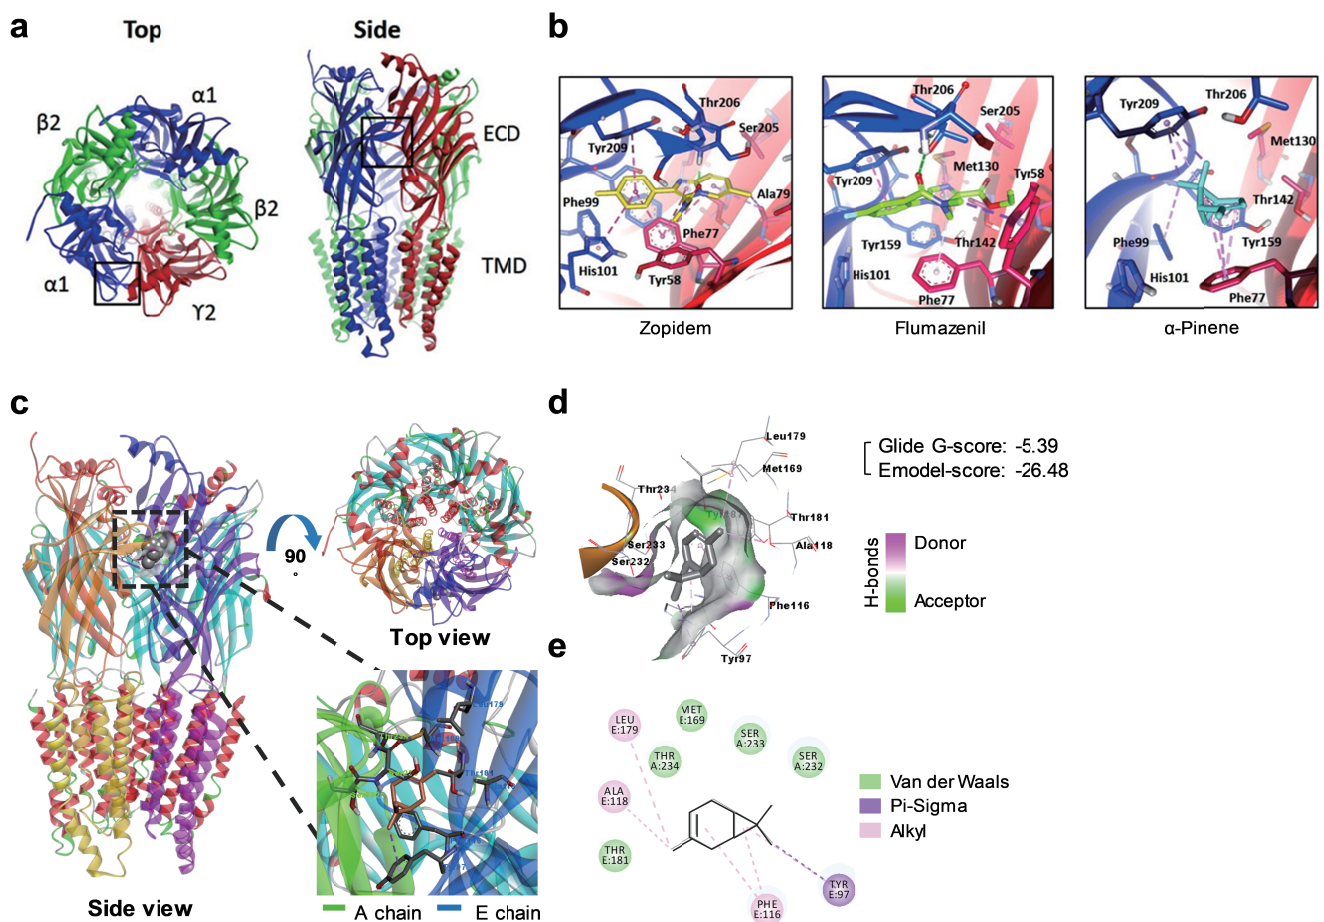 a
Top
Side
α1
β2
β2
α1
ϒ2
ECD
TMD
b
Thr206
Ser205
Tyr209
Ala79
Phe99
Phe77
His101
Tyr58
Zopidem
Thr206
Ser205
Met130
Tyr58
Tyr209
Tyr159
Thr142
His101
Phe77
Flumazenil
Tyr209
Thr206
Met130
Thr142
Phe99
Tyr159
His101
Phe77
α-Pinene
c
90
°
Top view
Side view
Thr181
A chain
E chain
d
Leu179
Met169
Thr234
Thr181
Ser233
Ala118
Ser232
Phe116
Tyr97
Glide G-score: -5.39
Emodel-score: -26.48
H-bonds
Donor
Acceptor
e
LEU
E:179
MET
E:169
SER
A:233
THR
A:234
SER
A:232
ALA
E:118
THR
E:181
PHE
E:116
TYR
E:97
Van der Waals
Pi-Sigma
Alkyl